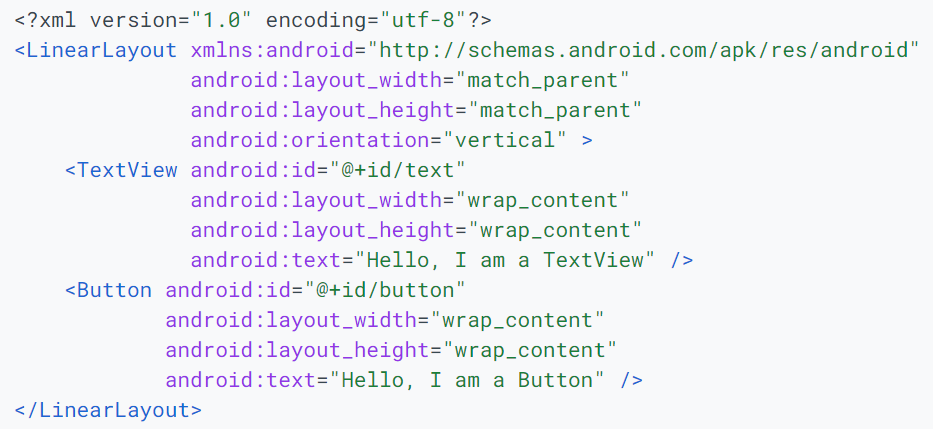 <?xml version="1.0" encoding="utf-8"?>
<LinearLayout xmlns:android="http://schemas.android.com/apk/res/android"
              android:layout_width="match_parent"
              android:layout_height="match_parent"
              android:orientation="vertical" >
    <TextView android:id="@+id/text"
              android:layout_width="wrap_content"
              android:layout_height="wrap_content"
              android:text="Hello, I am a TextView" />
    <Button android:id="@+id/button"
            android:layout_width="wrap_content"
            android:layout_height="wrap_content"
            android:text="Hello, I am a Button" />
</LinearLayout>